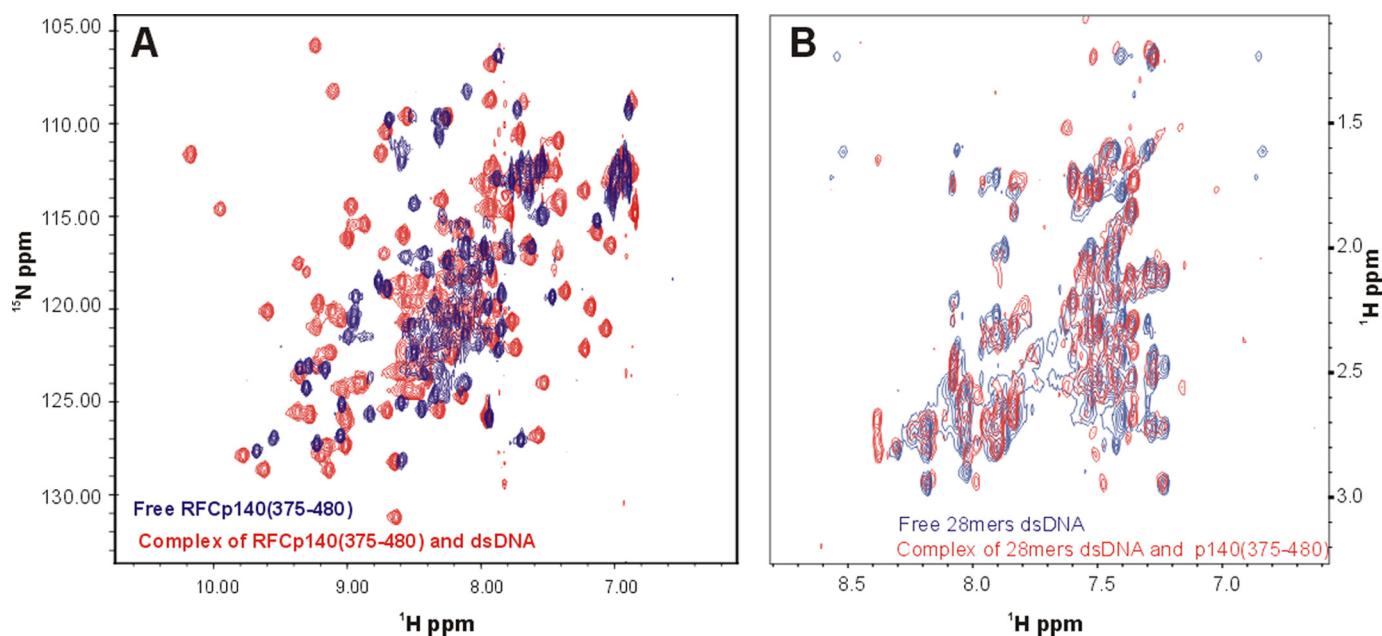 A
105.00
110.00
115.00
120.00
125.00
130.00
¹⁵N ppm
Free RFCp140(375-480)
Complex of RFCp140(375-480) and dsDNA
10.00 9.00 8.00 7.00
¹H ppm
B
1.5
2.0
2.5
3.0
¹H ppm
Free 28mers dsDNA
Complex of 28mers dsDNA and p140(375-480)
8.5 8.0 7.5 7.0
¹H ppm